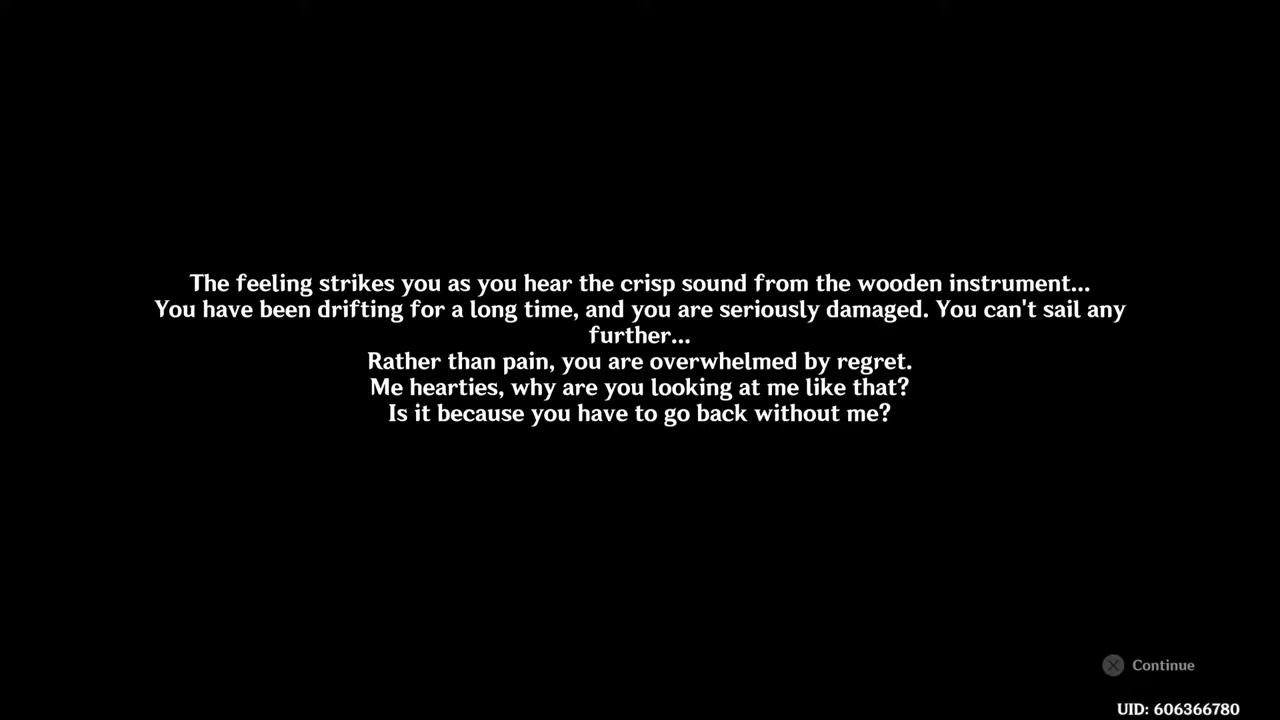 The feeling strikes you as you hear the crisp sound from the wooden instrument...
You have been drifting for a long time, and you are seriously damaged. You can't sail any
further...
Rather than pain, you are overwhelmed by regret.
Me hearties, why are you looking at me like that?
Is it because you have to go back without me?
Continue
UID: 606366780